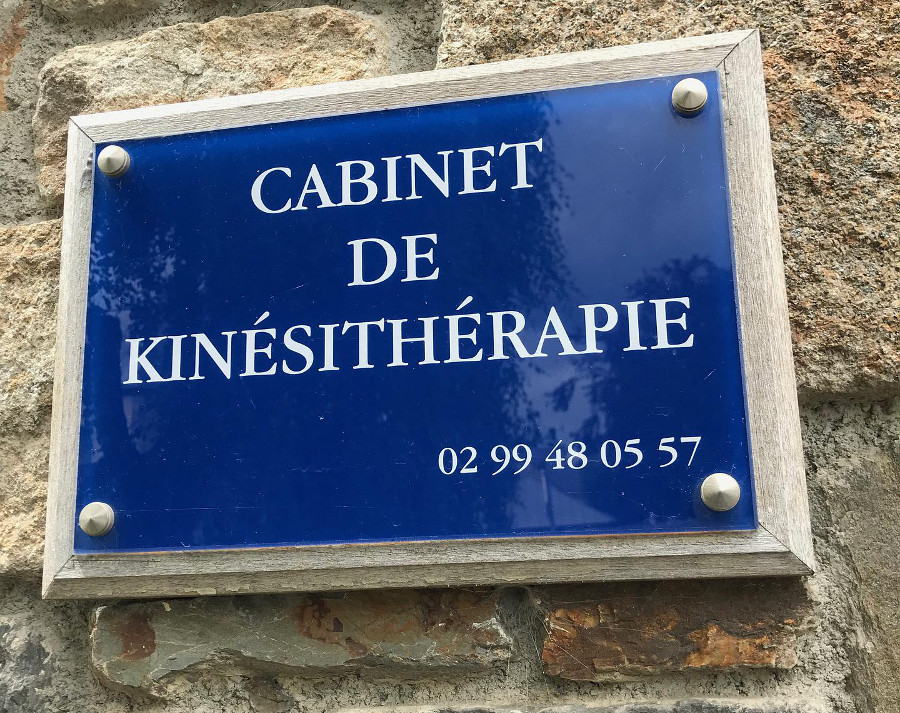 CABINET
DE
KINÉSITHÉRAPIE
02 99 48 05 57